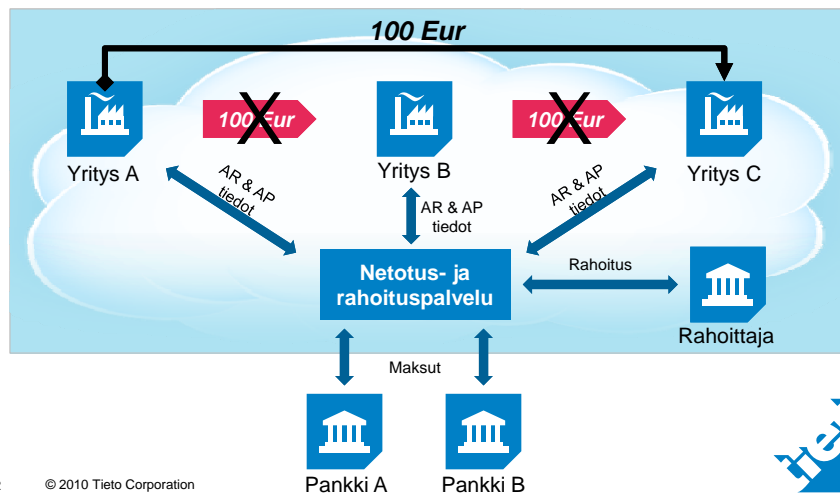 100 Eur
100 Eur
100 Eur
Yritys A
Yritys B
Yritys C
AR & AP
tiedot
AR & AP
tiedot
AR & AP
tiedot
Netotus- ja
rahoituspalvelu
Rahoitus
Rahoittaja
Maksut
Pankki A
Pankki B
© 2010 Tieto Corporation